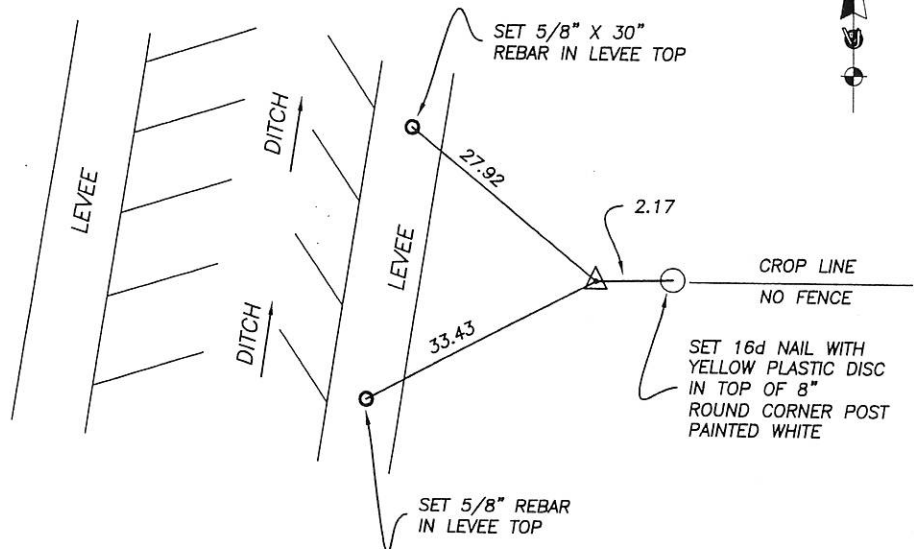 SET 5/8" X 30"
REBAR IN LEVEE TOP
DITCH
LEVEE
27.92
2.17
LEVEE
CROP LINE
NO FENCE
33.43
DITCH
SET 16d NAIL WITH
YELLOW PLASTIC DISC
IN TOP OF 8"
ROUND CORNER POST
PAINTED WHITE
SET 5/8" REBAR
IN LEVEE TOP